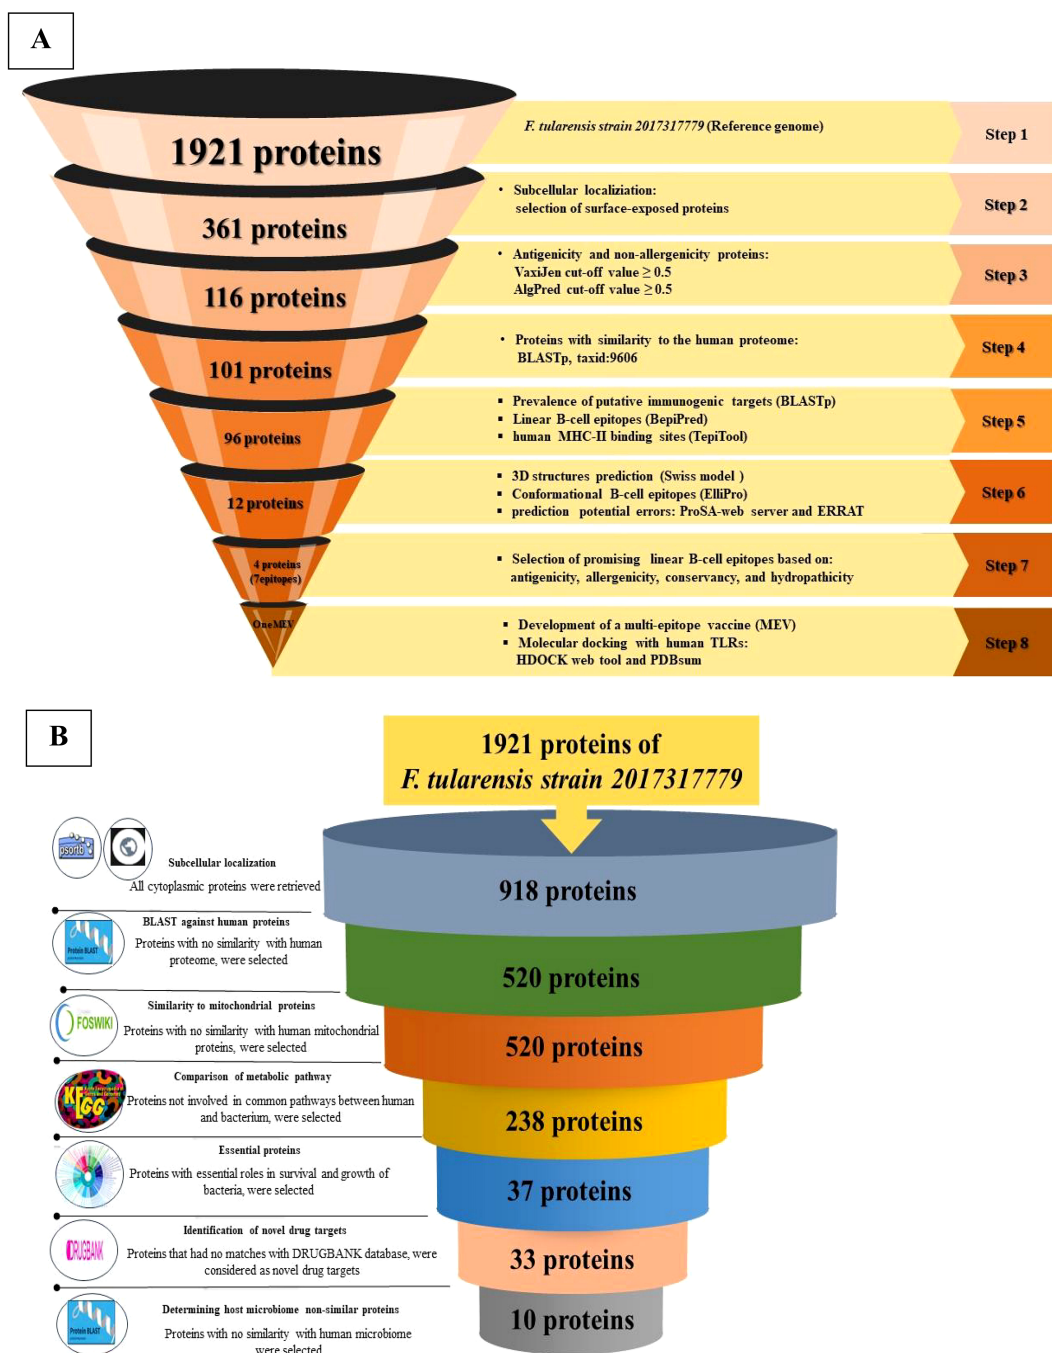 A
1921 proteins
F. tularensis strain 2017317779 (Reference genome)
Step 1
361 proteins
• Subcellular localiziation:
selection of surface-exposed proteins
Step 2
116 proteins
• Antigenicity and non-allergenicity proteins:
VaxiJen cut-off value ≥ 0.5
AlgPred cut-off value ≥ 0.5
Step 3
101 proteins
• Proteins with similarity to the human proteome:
BLASTp, taxid:9606
Step 4
96 proteins
▪ Prevalence of putative immunogenic targets (BLASTp)
▪ Linear B-cell epitopes (BepiPred)
▪ human MHC-II binding sites (TepiTool)
Step 5
12 proteins
▪ 3D structures prediction (Swiss model )
▪ Conformational B-cell epitopes (ElliPro)
▪ prediction potential errors: ProSA-web server and ERRAT
Step 6
4 proteins
(7epitopes)
▪ Selection of promising linear B-cell epitopes based on:
antigenicity, allergenicity, conservancy, and hydropathicity
Step 7
One MEV
▪ Development of a multi-epitope vaccine (MEV)
▪ Molecular docking with human TLRs:
HDOCK web tool and PDBsum
Step 8
B
1921 proteins of
F. tularensis strain 2017317779
psortb
Subcellular localization
All cytoplasmic proteins were retrieved
918 proteins
Protein BLAST
BLAST against human proteins
Proteins with no similarity with human
proteome, were selected
520 proteins
FOSWIKI
Similarity to mitochondrial proteins
Proteins with no similarity with human mitochondrial
proteins, were selected
520 proteins
KEGG
Comparison of metabolic pathway
Proteins not involved in common pathways between human
and bacterium, were selected
238 proteins
Essential proteins
Proteins with essential roles in survival and growth of
bacteria, were selected
37 proteins
DRUGBANK
Identification of novel drug targets
Proteins that had no matches with DRUGBANK database, were
considered as novel drug targets
33 proteins
Protein BLAST
Determining host microbiome non-similar proteins
Proteins with no similarity with human microbiome
were selected
10 proteins